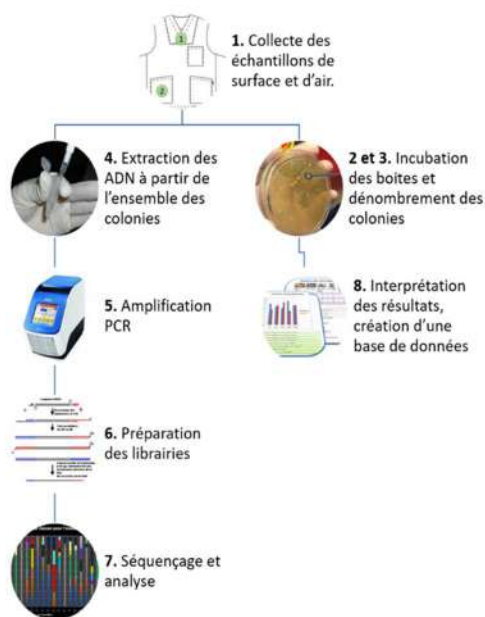 1
2
1. Collecte des
échantillons de
surface et d'air.
4. Extraction des
ADN à partir de
l'ensemble des
colonies
2 et 3. Incubation
des boites et
dénombrement des
colonies
5. Amplification
PCR
8. Interprétation
des résultats,
création d'une
base de données
6. Préparation
des librairies
7. Séquençage et
analyse